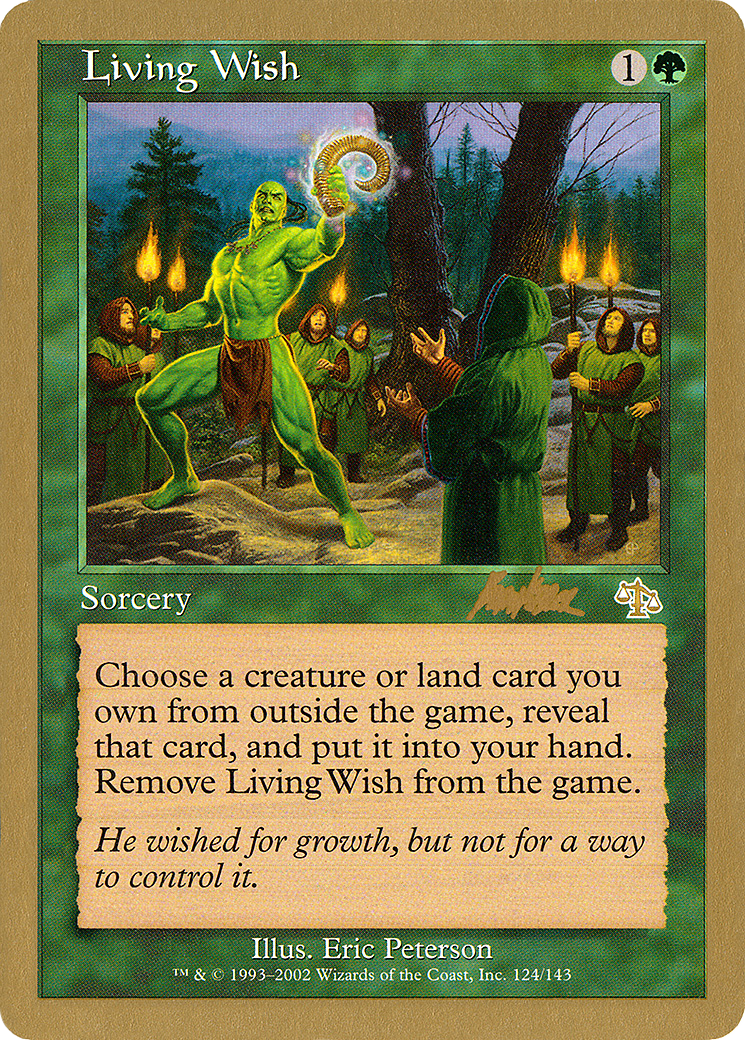 Living Wish 1
Sorcery
Choose a creature or land card you
own from outside the game, reveal
that card, and put it into your hand.
Remove Living Wish from the game.
He wished for growth, but not for a way
to control it.
Illus. Eric Peterson
™ & © 1993–2002 Wizards of the Coast, Inc. 124/143